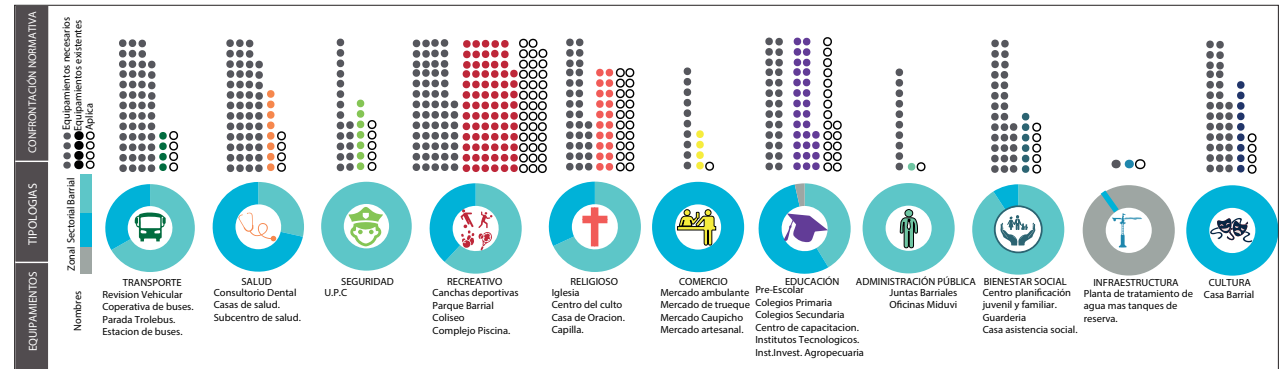 CONFRONTACIÓN NORMATIVA
Equipamientos necesarios
Equipamientos existentes
Aplica
TIPOLOGIAS
Zonal Sectorial Barrial
EQUIPAMIENTOS
Nombres
TRANSPORTE
Revision Vehicular
Coperativa de buses.
Parada Trolebus.
Estacion de buses.
SALUD
Consultorio Dental
Casas de salud.
Subcentro de salud.
SEGURIDAD
U.P.C
RECREATIVO
Canchas deportivas
Parque Barrial
Coliseo
Complejo Piscina.
RELIGIOSO
Iglesia
Centro del culto
Casa de Oracion.
Capilla.
COMERCIO
Mercado ambulante
Mercado de trueque
Mercado Caupicho
Mercado artesanal.
EDUCACIÓN
Pre-Escolar
Colegios Primaria
Colegios Secundaria
Centro de capacitacion.
Institutos Tecnologicos.
Inst.Invest. Agropecuaria
ADMINISTRACIÓN PÚBLICA
Juntas Barriales
Oficinas Miduvi
BIENESTAR SOCIAL
Centro planificación
juvenil y familiar.
Guarderia
Casa asistencia social.
INFRAESTRUCTURA
Planta de tratamiento de
agua mas tanques de
reserva.
CULTURA
Casa Barrial